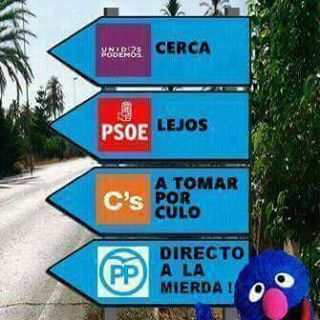 UNIDOS
PODEMOS.
CERCA
PSOE
LEJOS
C's
A TOMAR
POR
CULO
PP
DIRECTO
A LA
MIERDA!